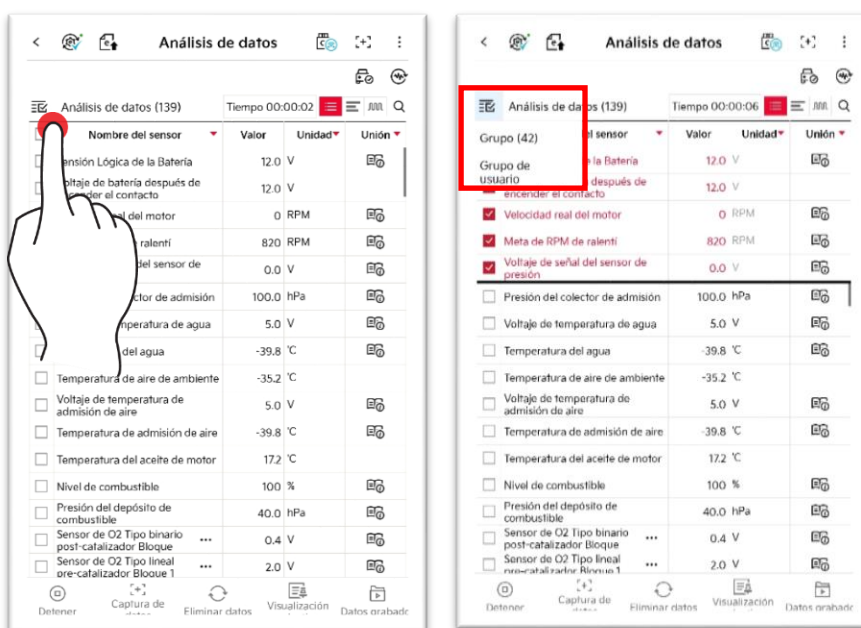 Análisis de datos
Análisis de datos (139) Tiempo 00:00:02
Nombre del sensor Valor Unidad Unión
Tensión Lógica de la Batería 12.0 V
Voltaje de batería después de
encender el contacto 12.0 V
del motor 0 RPM
ralentí 820 RPM
del sensor de
0.0 V
de admisión 100.0 hPa
de agua 5.0 V
del agua -39.8 ℃
Temperatura de aire de ambiente -35.2 ℃
Voltaje de temperatura de
admisión de aire 5.0 V
Temperatura de admisión de aire -39.8 ℃
Temperatura del aceite de motor 17.2 ℃
Nivel de combustible 100 %
Presión del depósito de
combustible 40.0 hPa
Sensor de O2 Tipo binario
post-catalizador Bloque ... 0.4 V
Sensor de O2 Tipo lineal
pre-catalizador Bloque 1 ... 2.0 V
Detener Captura de Eliminar datos Visualización Datos grabado
Análisis de datos
Análisis de datos (139) Tiempo 00:00:06
Grupo (42)
Grupo de
usuario
el sensor Valor Unidad Unión
la Batería 12.0 V
después de
encender el contacto 12.0 V
Velocidad real del motor 0 RPM
Meta de RPM de ralentí 820 RPM
Voltaje de señal del sensor de
presión 0.0 V
Presión del colector de admisión 100.0 hPa
Voltaje de temperatura de agua 5.0 V
Temperatura del agua -39.8 ℃
Temperatura de aire de ambiente -35.2 ℃
Voltaje de temperatura de
admisión de aire 5.0 V
Temperatura de admisión de aire -39.8 ℃
Temperatura del aceite de motor 17.2 ℃
Nivel de combustible 100 %
Presión del depósito de
combustible 40.0 hPa
Sensor de O2 Tipo binario
post-catalizador Bloque ... 0.4 V
Sensor de O2 Tipo lineal
pre-catalizador Bloque 1 ... 2.0 V
Detener Captura de Eliminar datos Visualización Datos grabado